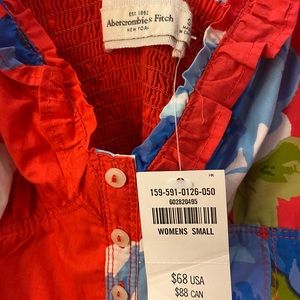 EST. 1892
Abercrombie & Fitch
NEW YORK
S
159-591-0126-050
602820495
WOMENS SMALL
$68 USA
$88 CAN